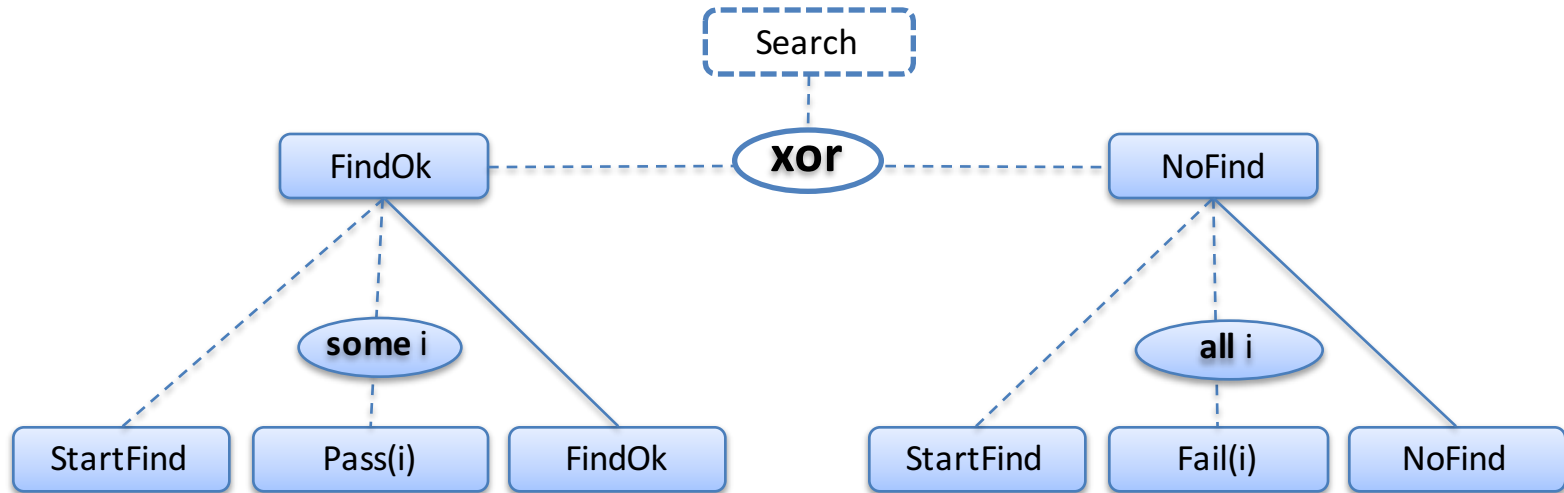 Search
FindOk
xor
NoFind
some i
all i
StartFind
Pass(i)
FindOk
StartFind
Fail(i)
NoFind